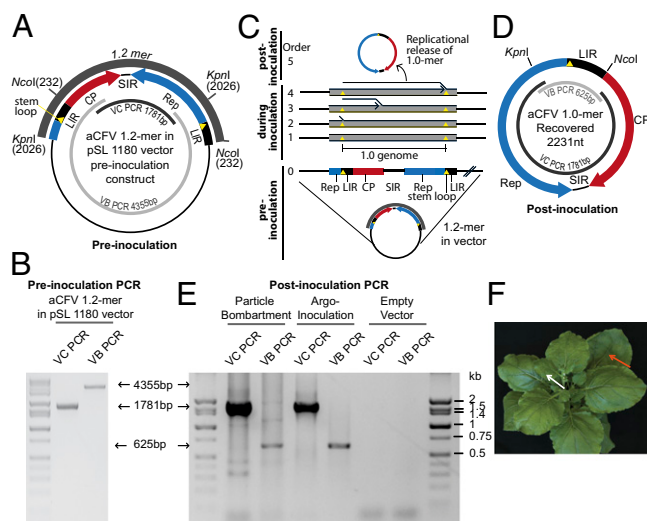 A
1.2 mer
SIR
NcoI(232)
KpnI
(2026)
CP
Rep
stem
loop
LIR
VC PCR 1781bp
LIR
KpnI
(2026)
aCFV 1.2-mer in
pSL 1180 vector
pre-inoculation
construct
NcoI
(232)
VB PCR 4355bp
Pre-inoculation
B
Pre-inoculation PCR
aCFV 1.2-mer
in pSL 1180 vector
VC PCR
VB PCR
4355bp
1781bp
625bp
C
post-
inoculation
Order
5
Replicational
release of
1.0-mer
during
inoculation
4
3
2
1
1.0 genome
pre-
inoculation
0
Rep
LIR
CP
SIR
Rep
LIR
stem loop
1.2-mer
in vector
D
KpnI
LIR
NcoI
VB PCR 625bp
aCFV 1.0-mer
Recovered
2231nt
CP
VC PCR 1781bp
Rep
SIR
Post-inoculation
E
Post-inoculation PCR
Particle
Bombartment
Argo-
Inoculation
Empty
Vector
VC PCR
VB PCR
VC PCR
VB PCR
VC PCR
VB PCR
kb
2
1.5
1.4
1
0.75
0.5
F